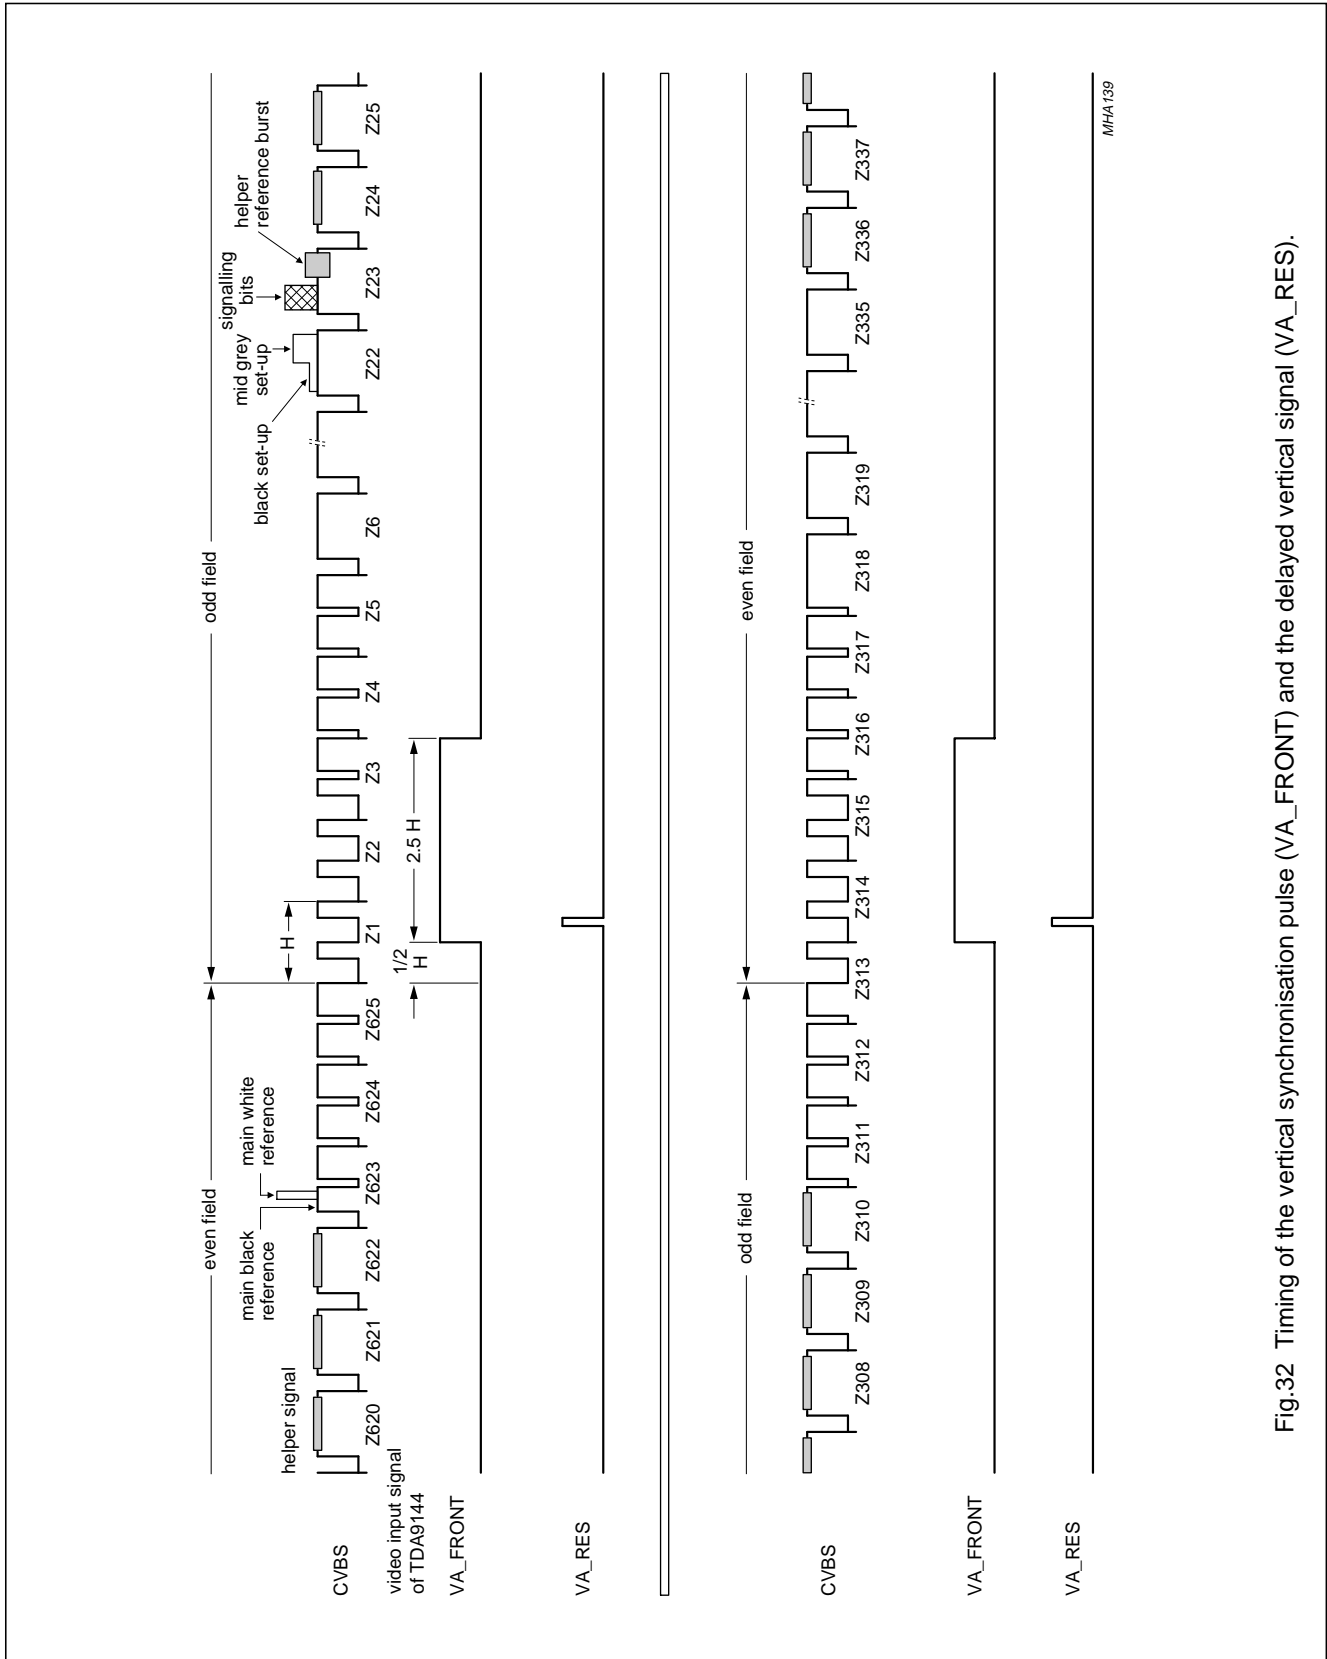 even field
odd field
main black
reference
main white
reference
black set-up
mid grey
set-up
signalling
bits
helper
reference burst
helper signal
H
CVBS
Z620
Z621
Z622
Z623
Z624
Z625
Z1
Z2
Z3
Z4
Z5
Z6
Z22
Z23
Z24
Z25
video input signal
of TDA9144
1/2
H
2.5 H
VA_FRONT
VA_RES
odd field
even field
CVBS
Z308
Z309
Z310
Z311
Z312
Z313
Z314
Z315
Z316
Z317
Z318
Z319
Z335
Z336
Z337
VA_FRONT
VA_RES
MHA139
Fig.32 Timing of the vertical synchronisation pulse (VA_FRONT) and the delayed vertical signal (VA_RES).